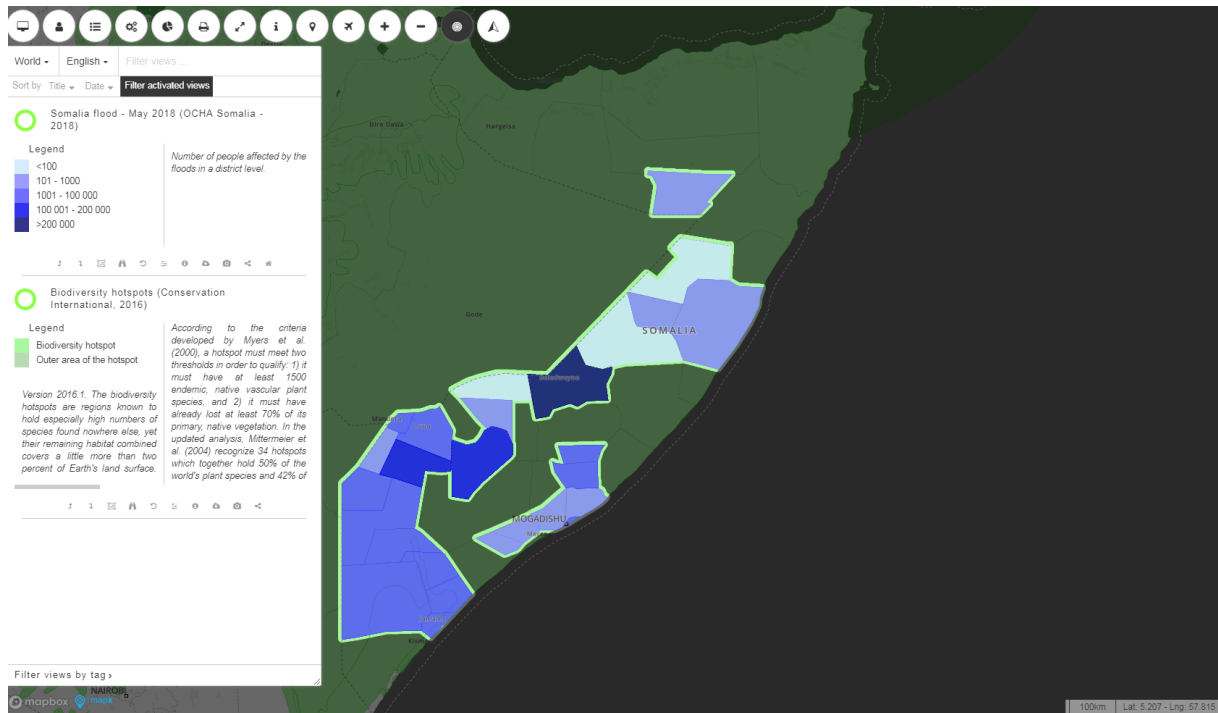 World English Filter views ...
Sort by Title Date Filter activated views
Somalia flood - May 2018 (OCHA Somalia -
2018)
Legend
<100
101 - 1000
1001 - 100 000
100 001 - 200 000
>200 000
Number of people affected by the
floods in a district level.
Biodiversity hotspots (Conservation
International, 2016)
Legend
Biodiversity hotspot
Outer area of the hotspot
Version 2016.1. The biodiversity
hotspots are regions known to
hold especially high numbers of
species found nowhere else, yet
their remaining habitat combined
covers a little more than two
percent of Earth's land surface.
According to the criteria
developed by Myers et al.
(2000), a hotspot must meet two
thresholds in order to qualify: 1) it
must have at least 1500
endemic, native vascular plant
species, and 2) it must have
already lost at least 70% of its
primary, native vegetation. In the
updated analysis, Mittermeier et
al. (2004) recognize 34 hotspots
which together hold 50% of the
world's plant species and 42% of
Filter views by tag
Dire Dawa
Hargeisa
Gode
SOMALIA
Beledweyne
MOGADISHU
NAIROBI
mapbox mapx
100km Lat: 5.207 - Lng: 57.815